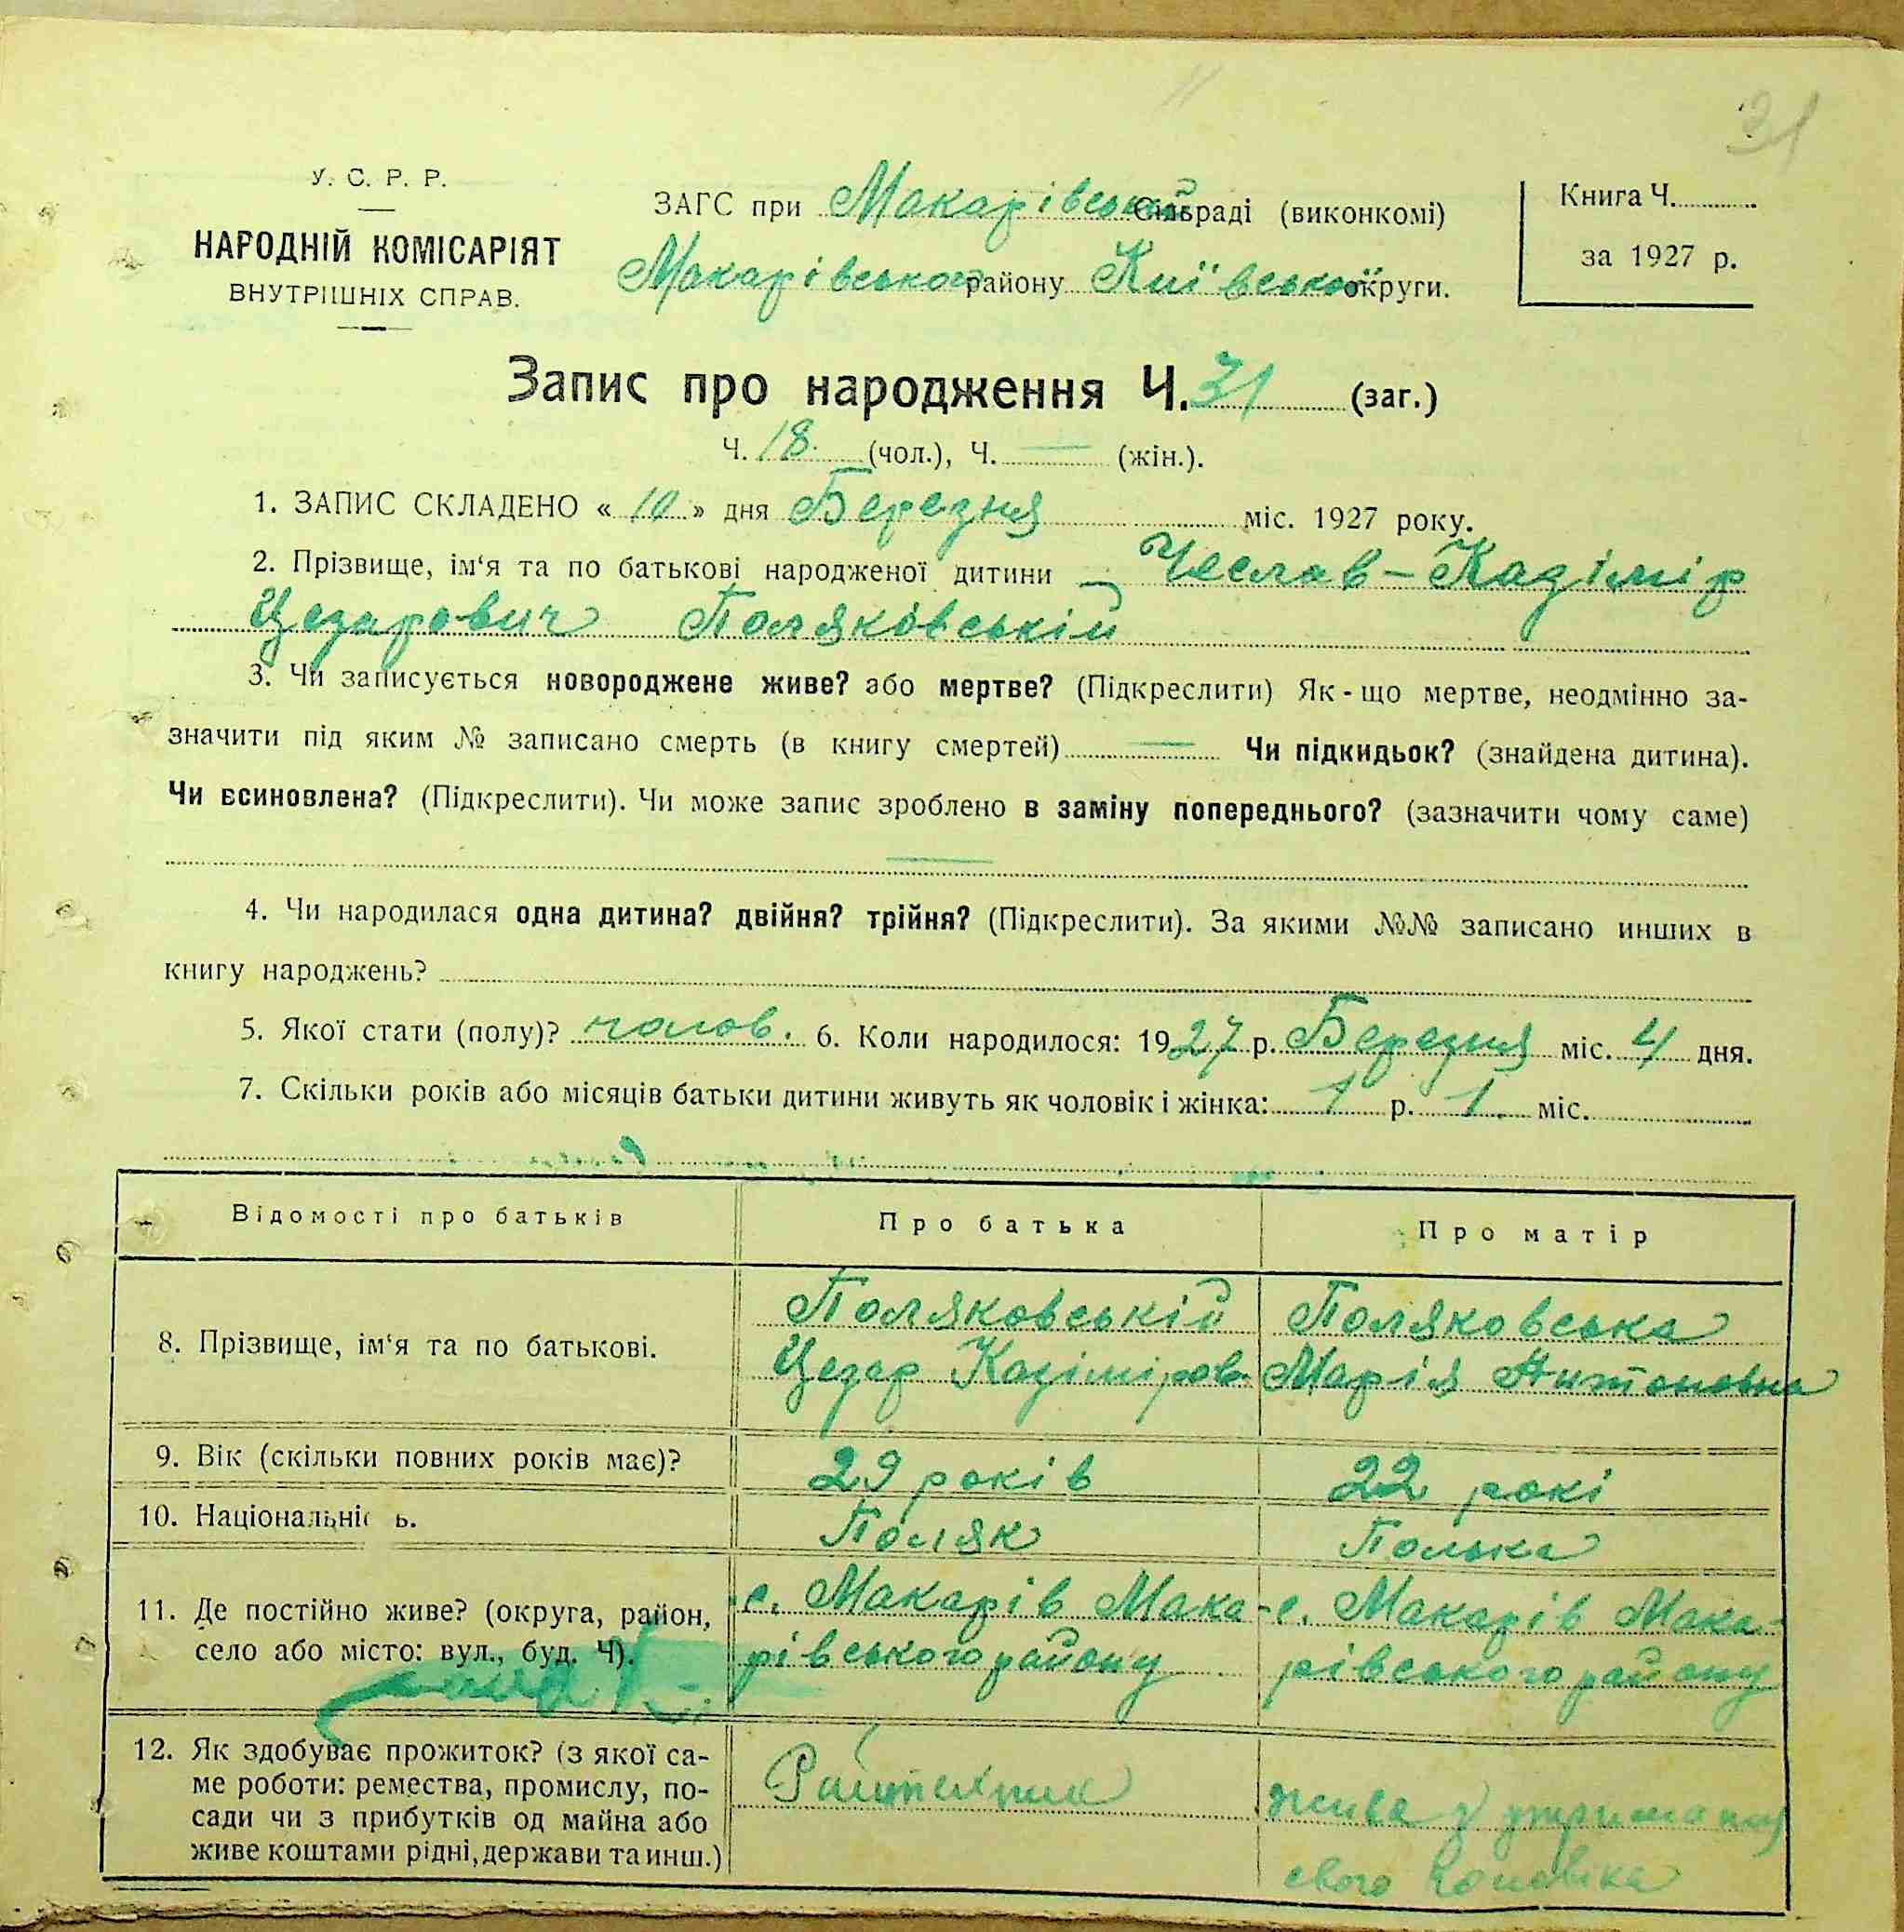 31
У. С. Р. Р.
НАРОДНІЙ КОМІСАРІЯТ
ВНУТРІШНІХ СПРАВ.
ЗАГС при Макарівській сільраді (виконкомі)
Макарівського району Київської округи.
Книга Ч.
за 1927 р.
Запис про народження Ч. 31 (заг.)
Ч. 18. (чол.), Ч. — (жін.).
1. ЗАПИС СКЛАДЕНО « 10 » дня Березня міс. 1927 року.
2. Прізвище, ім‘я та по батькові народженої дитини Чеслав-Казімір
Цезарович Поляковській
3. Чи записується новороджене живе? або мертве? (Підкреслити) Як-що мертве, неодмінно за-
значити під яким № записано смерть (в книгу смертей) — Чи підкидьок? (знайдена дитина).
Чи всиновлена? (Підкреслити). Чи може запис зроблено в заміну попереднього? (зазначити чому саме)
—
4. Чи народилася одна дитина? двійня? трійня? (Підкреслити). За якими №№ записано инших в
книгу народжень?
5. Якої стати (полу)? чолов. 6. Коли народилося: 1927 р. Березня міс. 4 дня.
7. Скільки років або місяців батьки дитини живуть як чоловік і жінка: 1 р. 1. міс.
Відомості про батьків Про батька Про матір
8. Прізвище, ім‘я та по батькові.
Поляковській
Цезар Казіміров.
Поляковська
Марія Антоновна
9. Вік (скільки повних років має)? 29 років 22 рокі
10. Національніс ь. Поляк Полька
11. Де постійно живе? (округа, район,
село або місто: вул., буд. Ч).
с. Макарів Мака-
рівського району
с. Макарів Мака-
рівського району
12. Як здобуває прожиток? (з якої са-
ме роботи: ремества, промислу, по-
сади чи з прибутків од майна або
живе коштами рідні, держави та инш.)
Райтехник
живе з утриманню
свого чоловіка